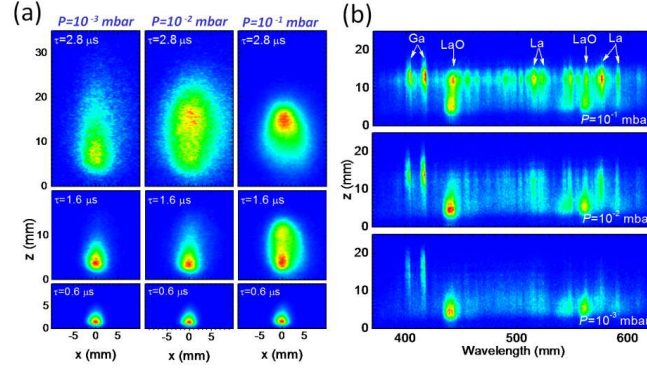 (a)
P=10⁻³ mbar P=10⁻² mbar P=10⁻¹ mbar
τ=2.8 μs τ=2.8 μs τ=2.8 μs
30
20
10
0
τ=1.6 μs τ=1.6 μs τ=1.6 μs
10
0
z (mm)
τ=0.6 μs τ=0.6 μs τ=0.6 μs
5
0
-5 0 5 -5 0 5 -5 0 5
x (mm) x (mm) x (mm)
(b)
Ga LaO La LaO La
20
10
0
P=10⁻¹ mbar
20
10
0
z (mm)
P=10⁻² mbar
20
10
0
P=10⁻³ mbar
400 500 600
Wavelength (mm)